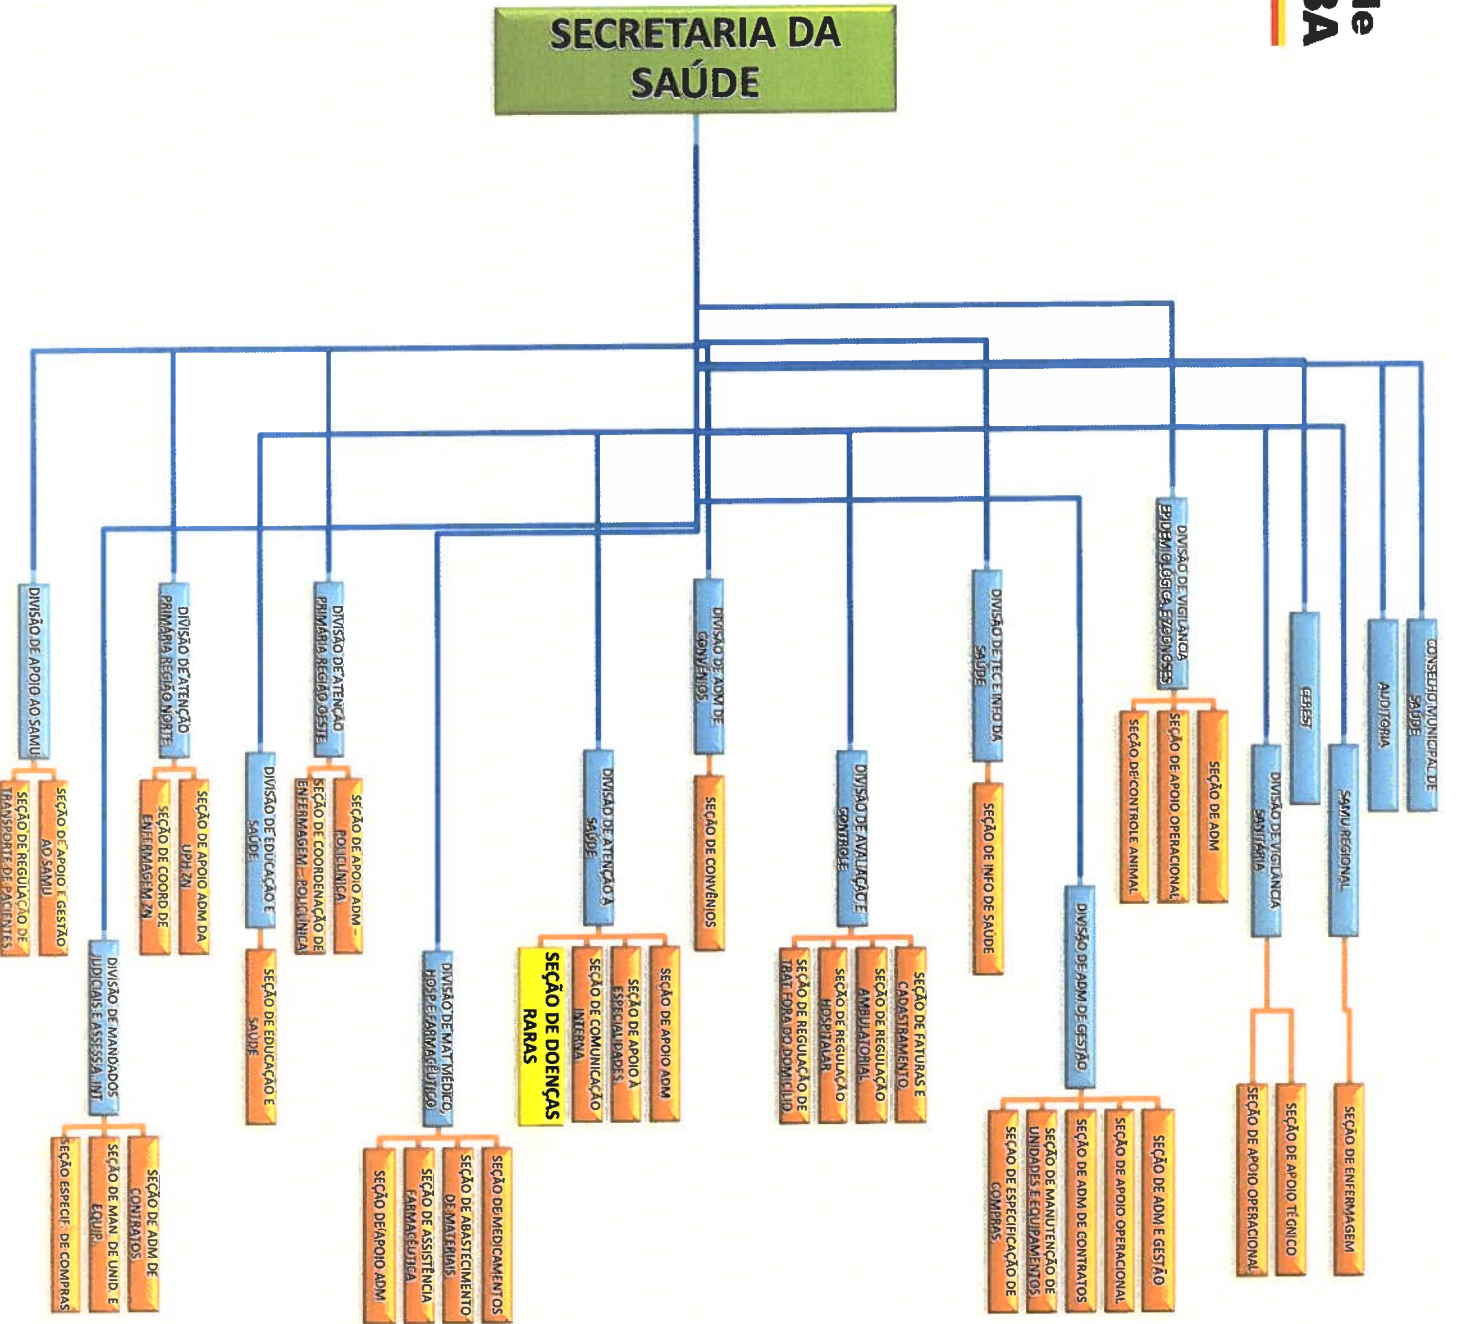 de
BA
SECRETARIA DA
SAÚDE
CONSELHO MUNICIPAL DE
SAÚDE
AUDITORIA
CEREST
SAMU REGIONAL
SEÇÃO DE ENFERMAGEM
DIVISÃO DE VIGILÂNCIA
SANITÁRIA
SEÇÃO DE APOIO TÉCNICO
SEÇÃO DE APOIO OPERACIONAL
DIVISÃO DE VIGILÂNCIA
EPIDEMIOLÓGICA E ZOONOSES
SEÇÃO DE ADM
SEÇÃO DE APOIO OPERACIONAL
SEÇÃO DE CONTROLE ANIMAL
DIVISÃO DE ADM DE GESTÃO
SEÇÃO DE ADM E GESTÃO
SEÇÃO DE APOIO OPERACIONAL
SEÇÃO DE ADM DE CONTRATOS
SEÇÃO DE MANUTENÇÃO DE
UNIDADES E EQUIPAMENTOS
SEÇÃO DE ESPECIFICAÇÃO DE
COMPRAS
DIVISÃO DE TEC E INFO DA
SAÚDE
SEÇÃO DE INFO DE SAÚDE
DIVISÃO DE AVALIAÇÃO E
CONTROLE
SEÇÃO DE FATURAS E
CADASTRAMENTO
SEÇÃO DE REGULAÇÃO
AMBULATORIAL
SEÇÃO DE REGULAÇÃO
HOSPITALAR
SEÇÃO DE REGULAÇÃO DE
TRAT FORA DO DOMICÍLIO
DIVISÃO DE ADM DE
CONVÊNIOS
SEÇÃO DE CONVÊNIOS
DIVISÃO DE ATENÇÃO À
SAÚDE
SEÇÃO DE APOIO ADM
SEÇÃO DE APOIO À
ESPECIALIDADES
SEÇÃO DE COMUNICAÇÃO
INTERNA
SEÇÃO DE DOENÇAS
RARAS
DIVISÃO DE MAT MÉDICO,
HOSP E FARMACÊUTICO
SEÇÃO DE MEDICAMENTOS
SEÇÃO DE ABASTECIMENTO
DE MATERIAIS
SEÇÃO DE ASSISTÊNCIA
FARMACÊUTICA
SEÇÃO DE APOIO ADM
DIVISÃO DE ATENÇÃO
PRIMÁRIA REGIÃO OESTE
SEÇÃO DE APOIO ADM –
POLICLÍNICA
SEÇÃO DE COORDENAÇÃO DE
ENFERMAGEM – POLICLÍNICA
DIVISÃO DE EDUCAÇÃO E
SAÚDE
SEÇÃO DE EDUCAÇÃO E
SAÚDE
DIVISÃO DE ATENÇÃO
PRIMÁRIA REGIÃO NORTE
SEÇÃO DE APOIO ADM DA
UPH ZN
SEÇÃO DE COORD DE
ENFERMAGEM ZN
DIVISÃO DE MANDADOS
JUDICIAIS E ASSESSJA. INT
SEÇÃO DE ADM DE
CONTRATOS
SEÇÃO DE MAN. DE UNID. E
EQUIP.
SEÇÃO ESPECIF. DE COMPRAS
DIVISÃO DE APOIO AO SAMU
SEÇÃO DE APOIO E GESTÃO
AO SAMU
SEÇÃO DE REGULAÇÃO DE
TRANSPORTE DE PACIENTES